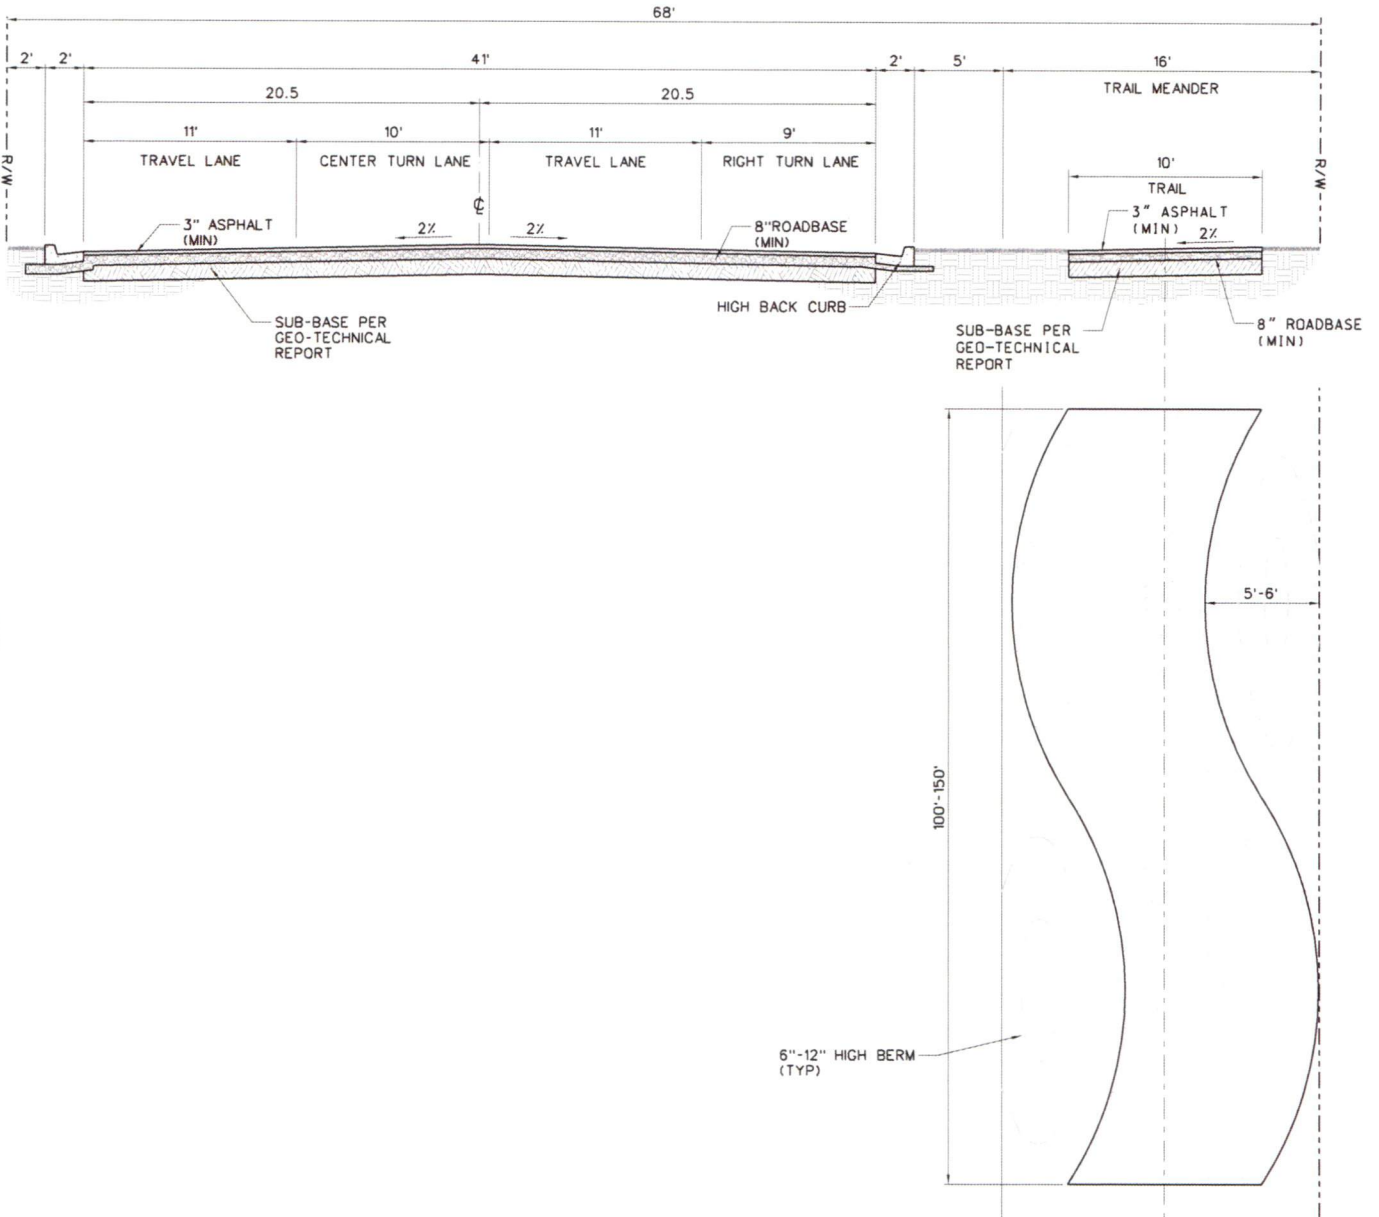 68'
2' 2' 41' 2' 5' 16'
TRAIL MEANDER
20.5 20.5
11' 10' 11' 9'
TRAVEL LANE CENTER TURN LANE TRAVEL LANE RIGHT TURN LANE
R/W
R/W
10'
TRAIL
℄
3" ASPHALT
(MIN)
2% 2%
8"ROADBASE
(MIN)
3" ASPHALT
(MIN)
2%
HIGH BACK CURB
SUB-BASE PER
GEO-TECHNICAL
REPORT
SUB-BASE PER
GEO-TECHNICAL
REPORT
8" ROADBASE
(MIN)
5'-6'
100'-150'
6"-12" HIGH BERM
(TYP)